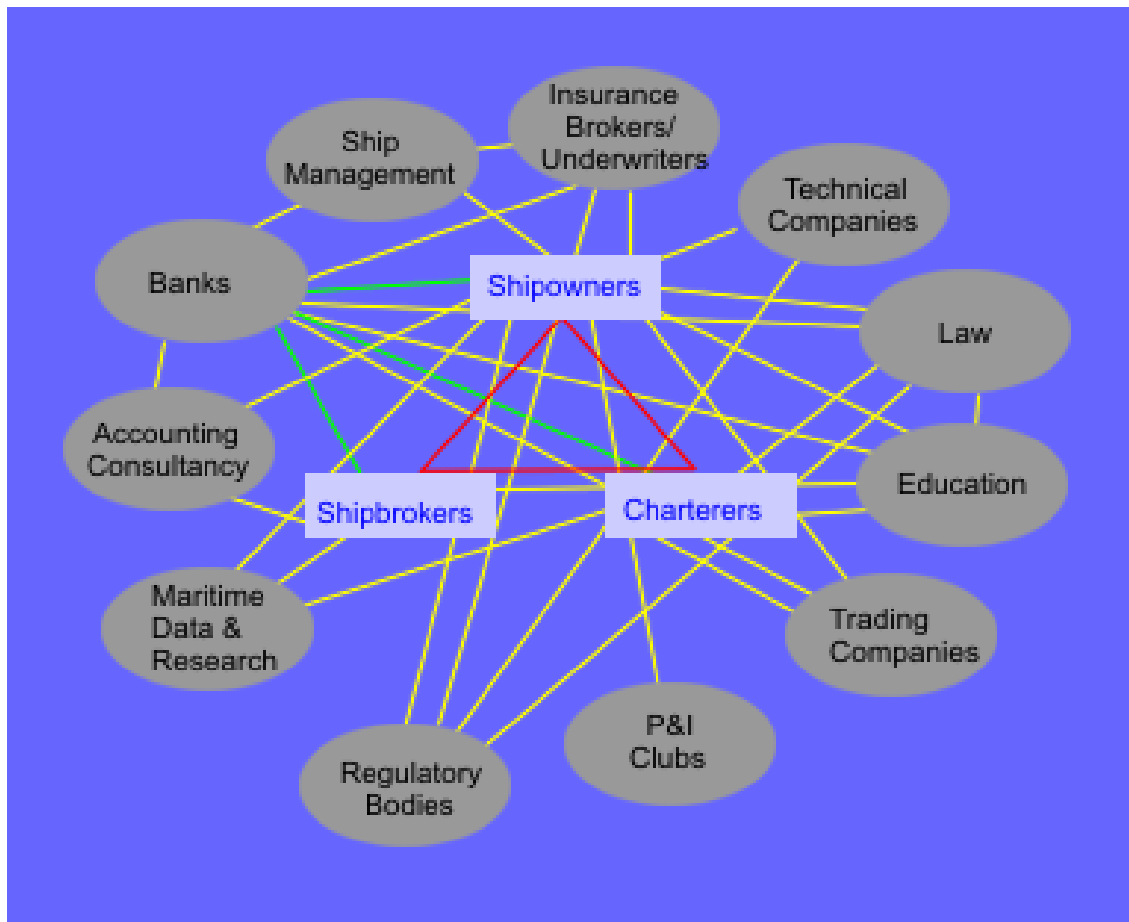 Insurance
Brokers/
Underwriters
Ship
Management
Technical
Companies
Banks
Shipowners
Law
Accounting
Consultancy
Education
Shipbrokers
Charterers
Maritime
Data &
Research
Trading
Companies
P&I
Clubs
Regulatory
Bodies